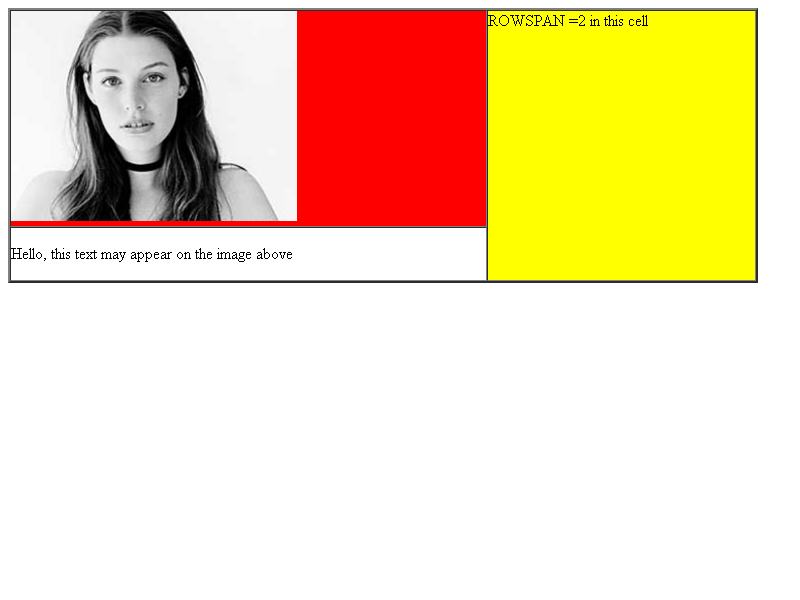 ROWSPAN =2 in this cell
Hello, this text may appear on the image above